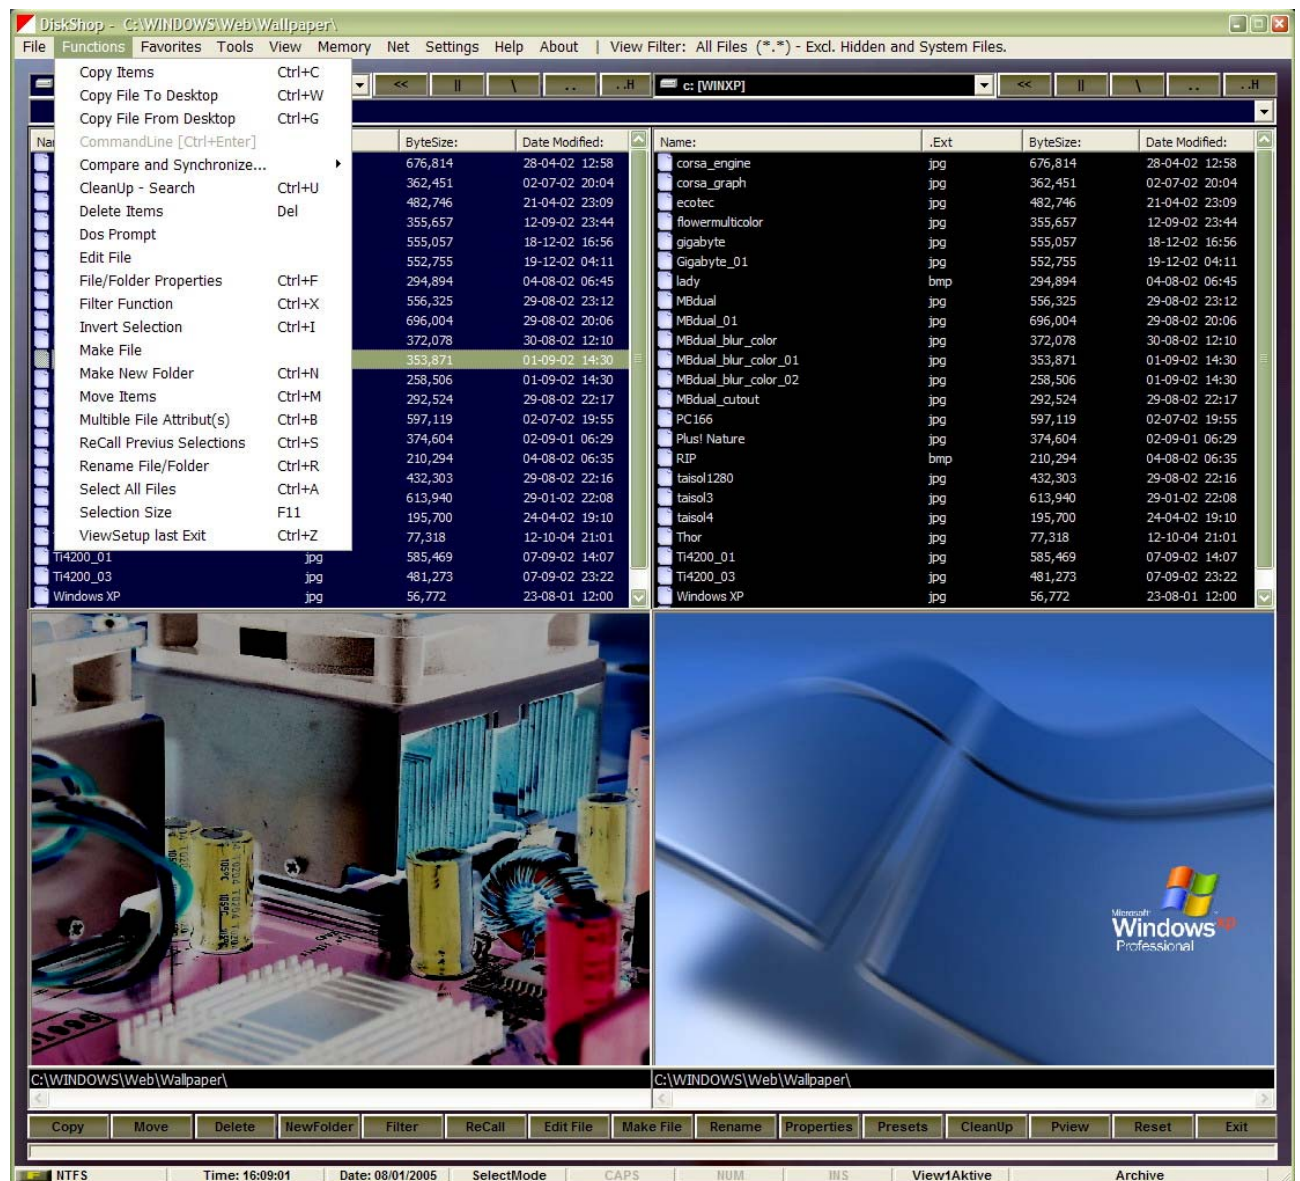 DiskShop - C:\WINDOWS\Web\Wallpaper\
File Functions Favorites Tools View Memory Net Settings Help About | View Filter: All Files (*.*) - Excl. Hidden and System Files.
Copy Items Ctrl+C
Copy File To Desktop Ctrl+W
Copy File From Desktop Ctrl+G
CommandLine [Ctrl+Enter]
Compare and Synchronize...
CleanUp - Search Ctrl+U
Delete Items Del
Dos Prompt
Edit File
File/Folder Properties Ctrl+F
Filter Function Ctrl+X
Invert Selection Ctrl+I
Make File
Make New Folder Ctrl+N
Move Items Ctrl+M
Multible File Attribut(s) Ctrl+B
ReCall Previus Selections Ctrl+S
Rename File/Folder Ctrl+R
Select All Files Ctrl+A
Selection Size F11
ViewSetup last Exit Ctrl+Z
<< || \ .. ..H
c: [WINXP] << || \ .. ..H
ByteSize: Date Modified:
676,814 28-04-02 12:58
362,451 02-07-02 20:04
482,746 21-04-02 23:09
355,657 12-09-02 23:44
555,057 18-12-02 16:56
552,755 19-12-02 04:11
294,894 04-08-02 06:45
556,325 29-08-02 23:12
696,004 29-08-02 20:06
372,078 30-08-02 12:10
353,871 01-09-02 14:30
258,506 01-09-02 14:30
292,524 29-08-02 22:17
597,119 02-07-02 19:55
374,604 02-09-01 06:29
210,294 04-08-02 06:35
432,303 29-08-02 22:16
613,940 29-01-02 22:08
195,700 24-04-02 19:10
77,318 12-10-04 21:01
Ti4200_01 jpg 585,469 07-09-02 14:07
Ti4200_03 jpg 481,273 07-09-02 23:22
Windows XP jpg 56,772 23-08-01 12:00
Name: .Ext ByteSize: Date Modified:
corsa_engine jpg 676,814 28-04-02 12:58
corsa_graph jpg 362,451 02-07-02 20:04
ecotec jpg 482,746 21-04-02 23:09
flowermulticolor jpg 355,657 12-09-02 23:44
gigabyte jpg 555,057 18-12-02 16:56
Gigabyte_01 jpg 552,755 19-12-02 04:11
lady bmp 294,894 04-08-02 06:45
MBdual jpg 556,325 29-08-02 23:12
MBdual_01 jpg 696,004 29-08-02 20:06
MBdual_blur_color jpg 372,078 30-08-02 12:10
MBdual_blur_color_01 jpg 353,871 01-09-02 14:30
MBdual_blur_color_02 jpg 258,506 01-09-02 14:30
MBdual_cutout jpg 292,524 29-08-02 22:17
PC166 jpg 597,119 02-07-02 19:55
Plus! Nature jpg 374,604 02-09-01 06:29
RIP bmp 210,294 04-08-02 06:35
taisol1280 jpg 432,303 29-08-02 22:16
taisol3 jpg 613,940 29-01-02 22:08
taisol4 jpg 195,700 24-04-02 19:10
Thor jpg 77,318 12-10-04 21:01
Ti4200_01 jpg 585,469 07-09-02 14:07
Ti4200_03 jpg 481,273 07-09-02 23:22
Windows XP jpg 56,772 23-08-01 12:00
Microsoft
Windows xp
Professional
C:\WINDOWS\Web\Wallpaper\
C:\WINDOWS\Web\Wallpaper\
Copy Move Delete NewFolder Filter ReCall Edit File Make File Rename Properties Presets CleanUp Pview Reset Exit
NTFS Time: 16:09:01 Date: 08/01/2005 SelectMode CAPS NUM INS View1Aktive Archive